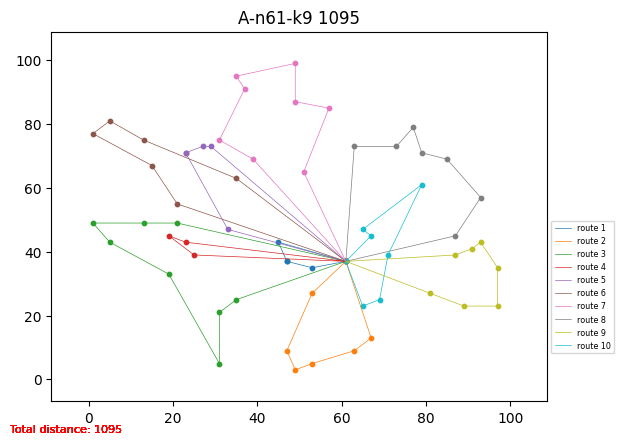 A-n61-k9 1095
100
80
60
40
20
0
0 20 40 60 80 100
route 1
route 2
route 3
route 4
route 5
route 6
route 7
route 8
route 9
route 10
Total distance: 1095